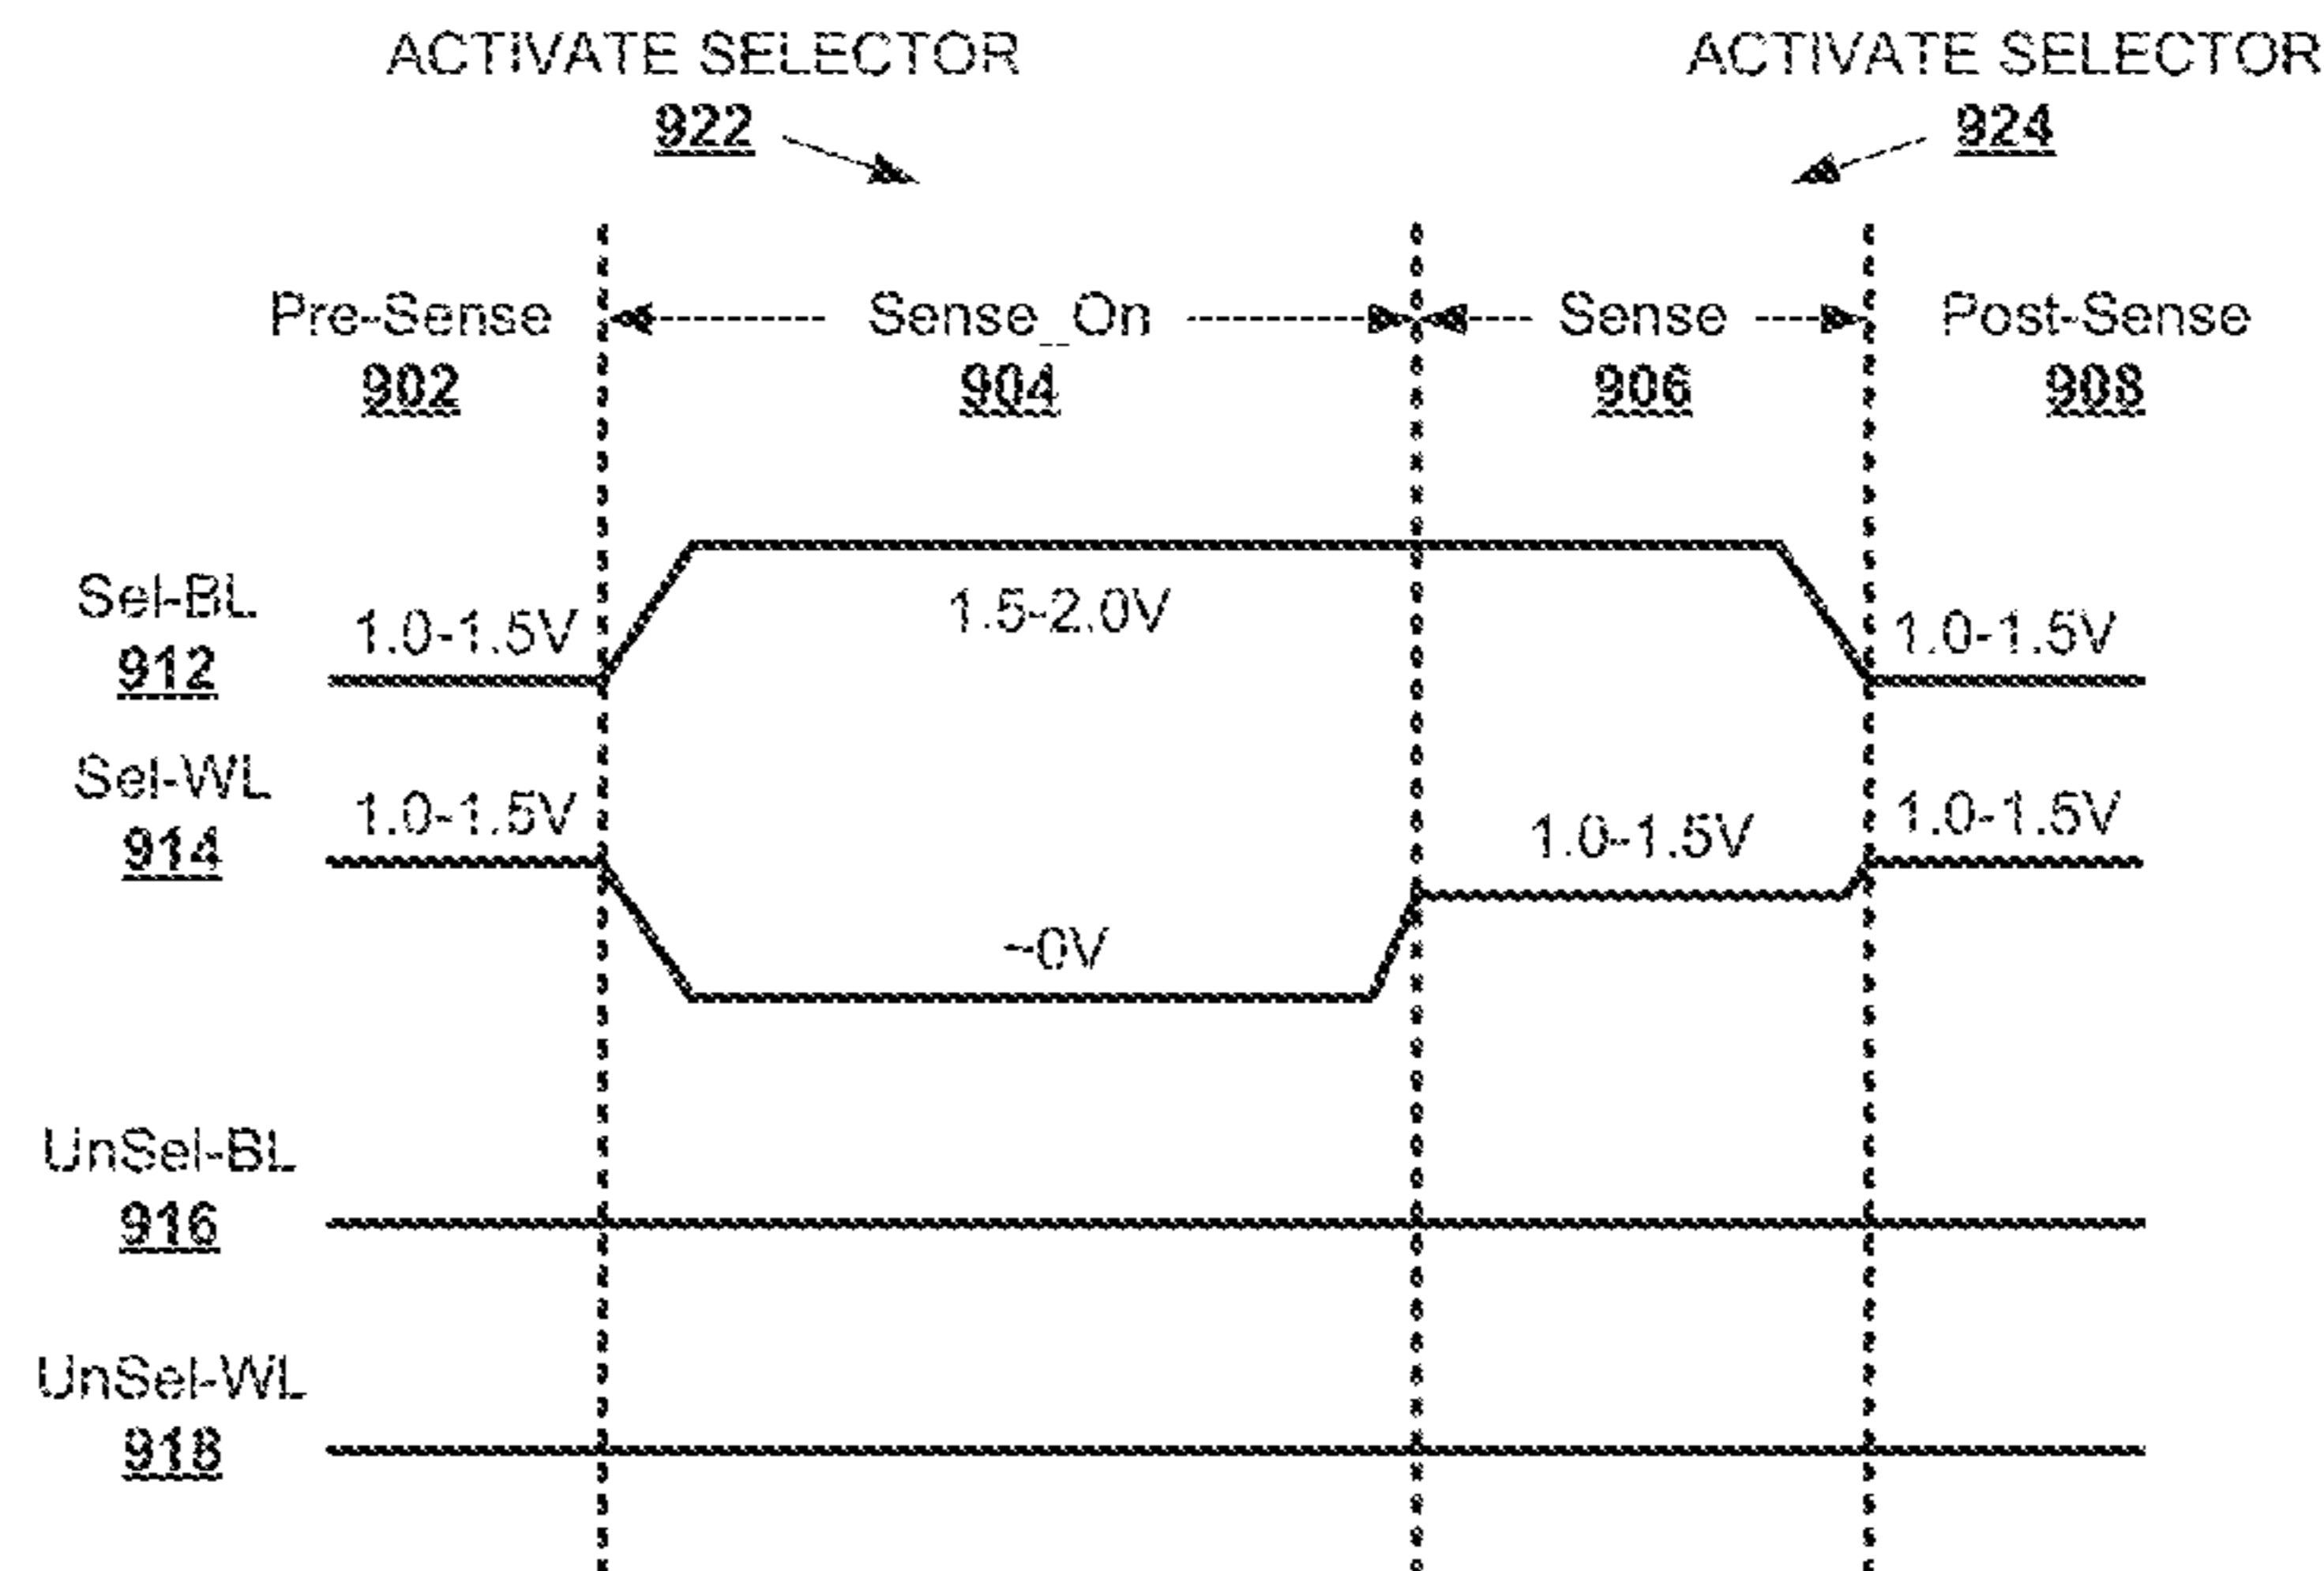 ACTIVATE SELECTOR
922
ACTIVATE SELECTOR
924
Pre-Sense
902
Sense_On
904
Sense
906
Post-Sense
908
Sel-BL
912
1.0-1.5V
1.5-2.0V
1.0-1.5V
Sel-WL
914
1.0-1.5V
~0V
1.0-1.5V
1.0-1.5V
UnSel-BL
916
UnSel-WL
918